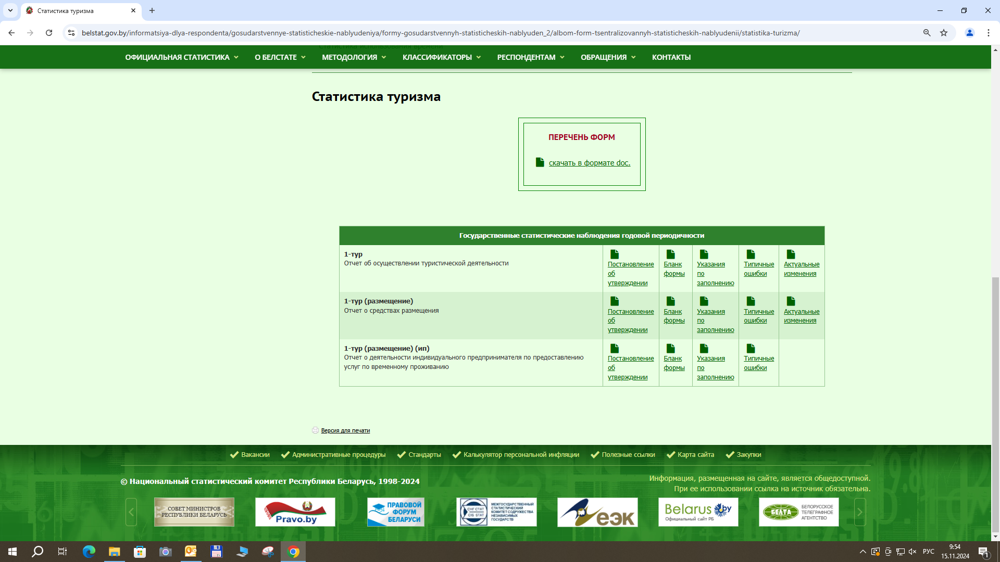 Статистика туризма
belstat.gov.by/informatsiya-dlya-respondenta/gosudarstvennye-statisticheskie-nablyudeniya/formy-gosudarstvennyh-statisticheskih-nablyuden_2/albom-form-tsentralizovannyh-statisticheskih-nablyudenii/statistika-turizma/
Статистика использования времени
ОФИЦИАЛЬНАЯ СТАТИСТИКА О БЕЛСТАТЕ МЕТОДОЛОГИЯ КЛАССИФИКАТОРЫ РЕСПОНДЕНТАМ ОБРАЩЕНИЯ КОНТАКТЫ
Статистика туризма
ПЕРЕЧЕНЬ ФОРМ
скачать в формате doc.
Государственные статистические наблюдения годовой периодичности
1-тур
Отчет об осуществлении туристической деятельности
Постановление
об
утверждении
Бланк
формы
Указания
по
заполнению
Типичные
ошибки
Актуальные
изменения
1-тур (размещение)
Отчет о средствах размещения
Постановление
об
утверждении
Бланк
формы
Указания
по
заполнению
Типичные
ошибки
Актуальные
изменения
1-тур (размещение) (ип)
Отчет о деятельности индивидуального предпринимателя по предоставлению
услуг по временному проживанию
Постановление
об
утверждении
Бланк
формы
Указания
по
заполнению
Типичные
ошибки
Версия для печати
Вакансии Административные процедуры Стандарты Калькулятор персональной инфляции Полезные ссылки Карта сайта Закупки
© Национальный статистический комитет Республики Беларусь, 1998-2024
Информация, размещенная на сайте, является общедоступной.
При ее использовании ссылка на источник обязательна.
СОВЕТ МИНИСТРОВ
РЕСПУБЛИКИ БЕЛАРУСЬ
Pravo.by
ПРАВОВОЙ
ФОРУМ
БЕЛАРУСИ
СНГ СТАТ
CIS STAT
МЕЖГОСУДАРСТВЕННЫЙ
СТАТИСТИЧЕСКИЙ
КОМИТЕТ СОДРУЖЕСТВА
НЕЗАВИСИМЫХ
ГОСУДАРСТВ
ЕЭК
Belarus by
Официальный сайт РБ
БЕЛТА
БЕЛОРУССКОЕ
ТЕЛЕГРАФНОЕ
АГЕНТСТВО
РУС
9:54
15.11.2024
1